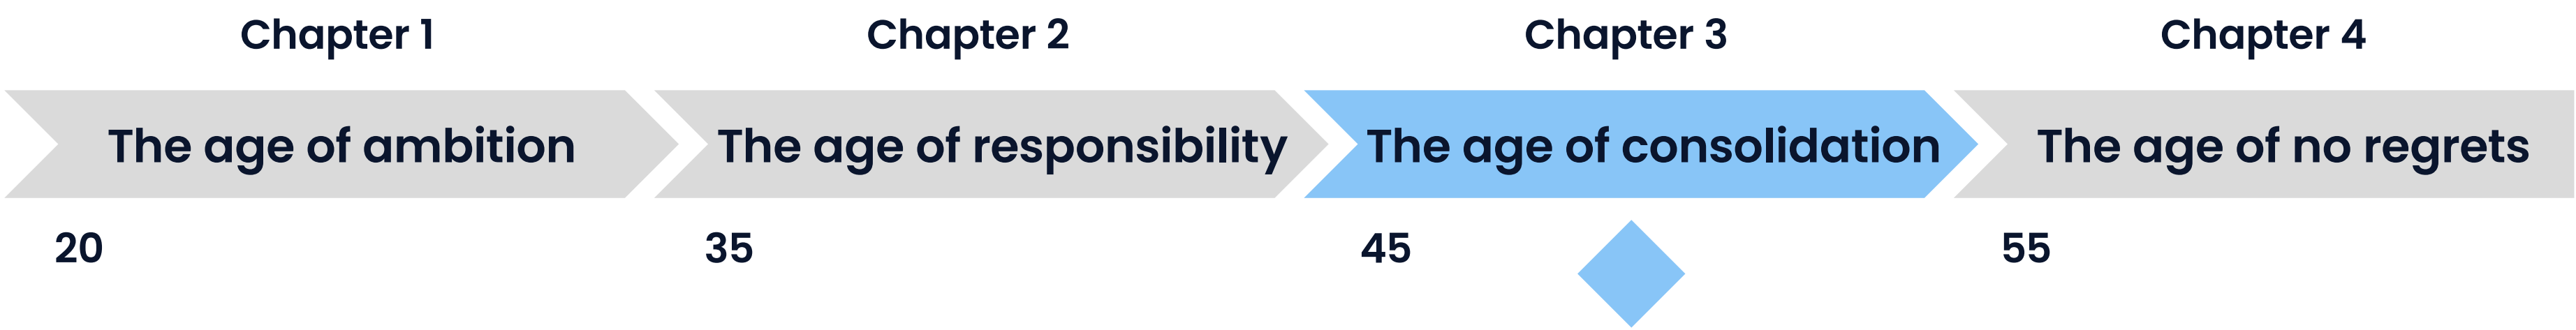 Chapter 1
Chapter 2
Chapter 3
Chapter 4
The age of ambition
The age of responsibility
The age of consolidation
The age of no regrets
20
35
45
55